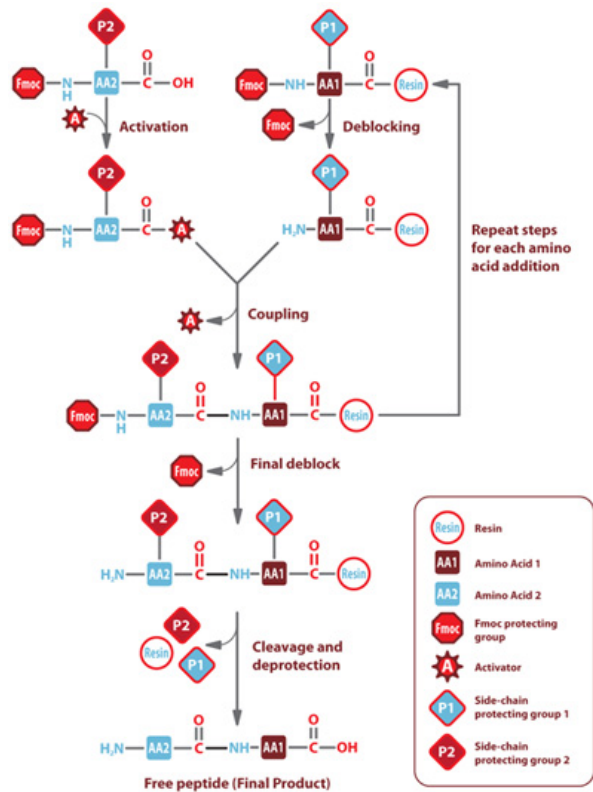 P2
P1
Fmoc N H AA2 C O OH
Fmoc NH AA1 C O Resin
A Activation
Fmoc Deblocking
P2
P1
Fmoc N H AA2 C O A
H₂N AA1 C O Resin
Repeat steps
for each amino
acid addition
A Coupling
P2
P1
Fmoc N H AA2 C O NH AA1 C O Resin
Fmoc Final deblock
P2
P1
H₂N AA2 C O NH AA1 C O Resin
P2
Resin
P1
Cleavage and
deprotection
H₂N AA2 C O NH AA1 C O OH
Free peptide (Final Product)
Resin Resin
AA1 Amino Acid 1
AA2 Amino Acid 2
Fmoc Fmoc protecting
group
A Activator
P1 Side-chain
protecting group 1
P2 Side-chain
protecting group 2